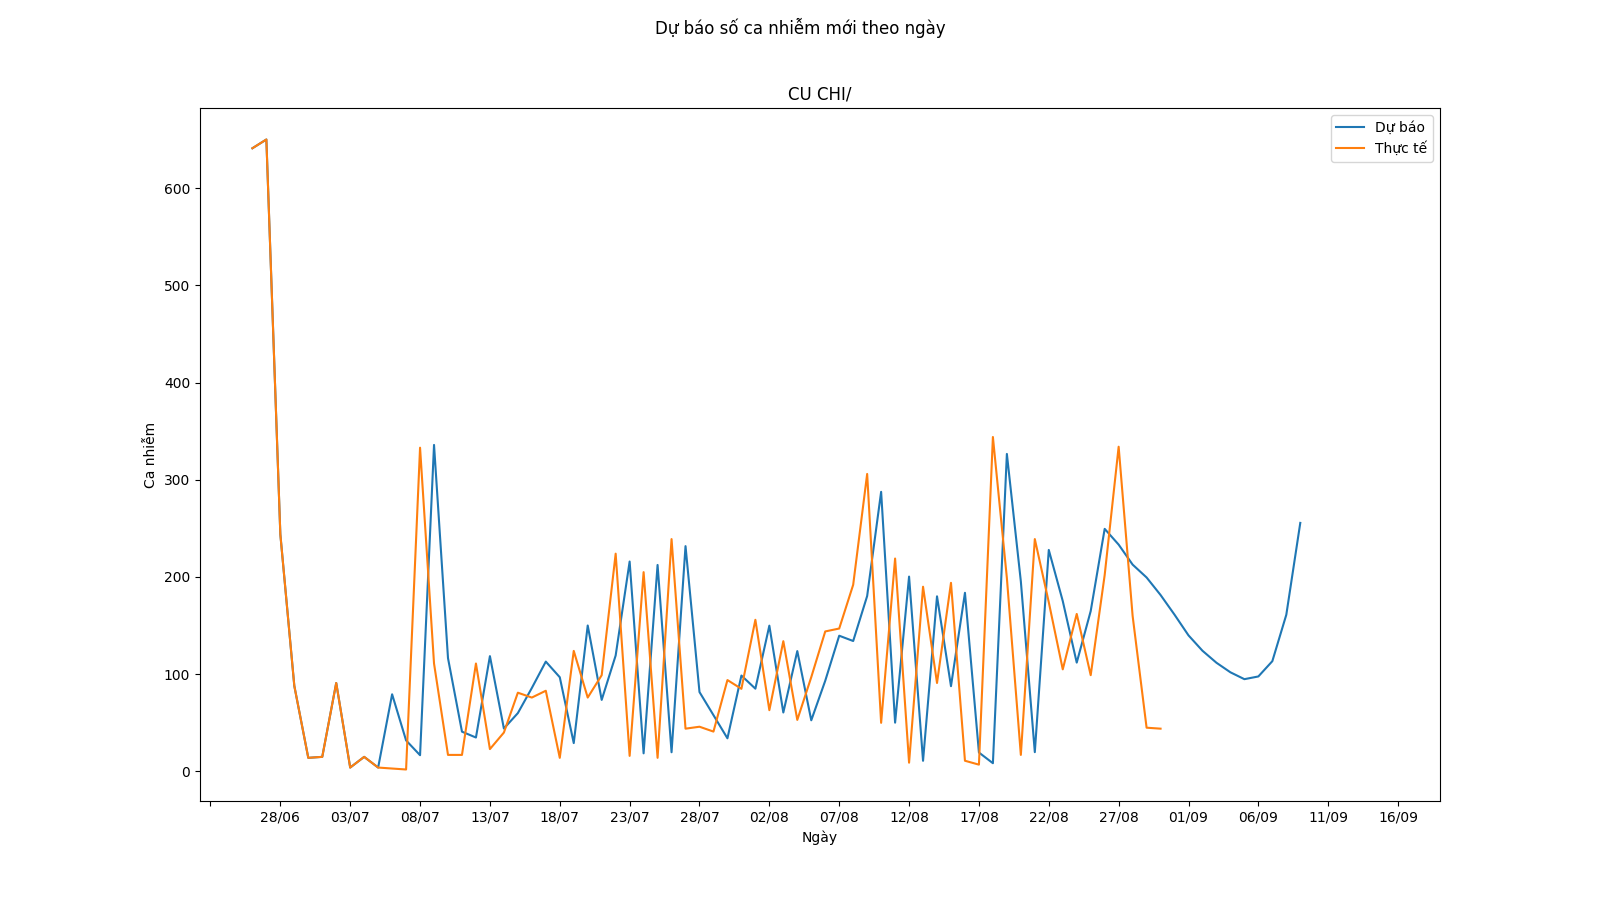 Dự báo số ca nhiễm mới theo ngày
CU CHI/
Dự báo
Thực tế
600
500
400
300
200
100
0
Ca nhiễm
28/06 03/07 08/07 13/07 18/07 23/07 28/07 02/08 07/08 12/08 17/08 22/08 27/08 01/09 06/09 11/09 16/09
Ngày